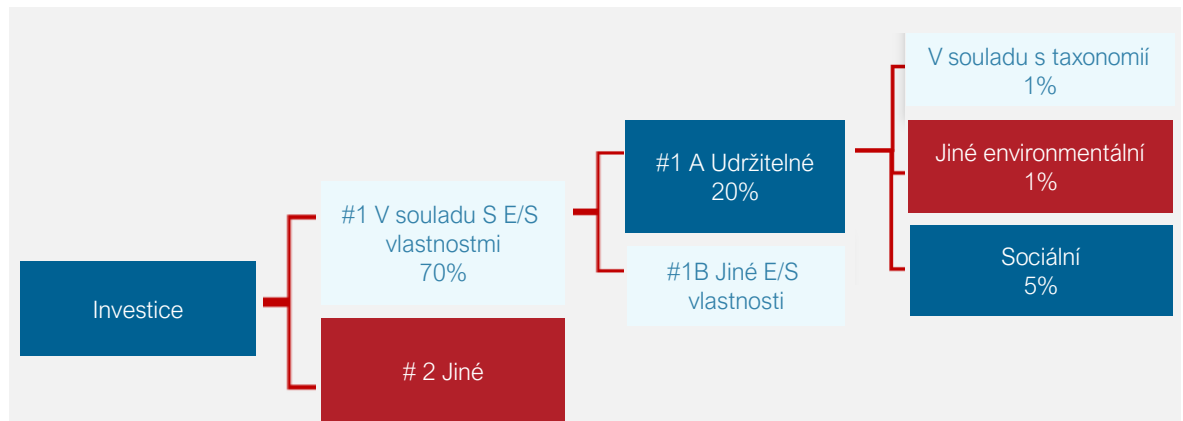 Investice
#1 V souladu S E/S
vlastnostmi
70%
# 2 Jiné
#1 A Udržitelné
20%
#1B Jiné E/S
vlastnosti
V souladu s taxonomií
1%
Jiné environmentální
1%
Sociální
5%